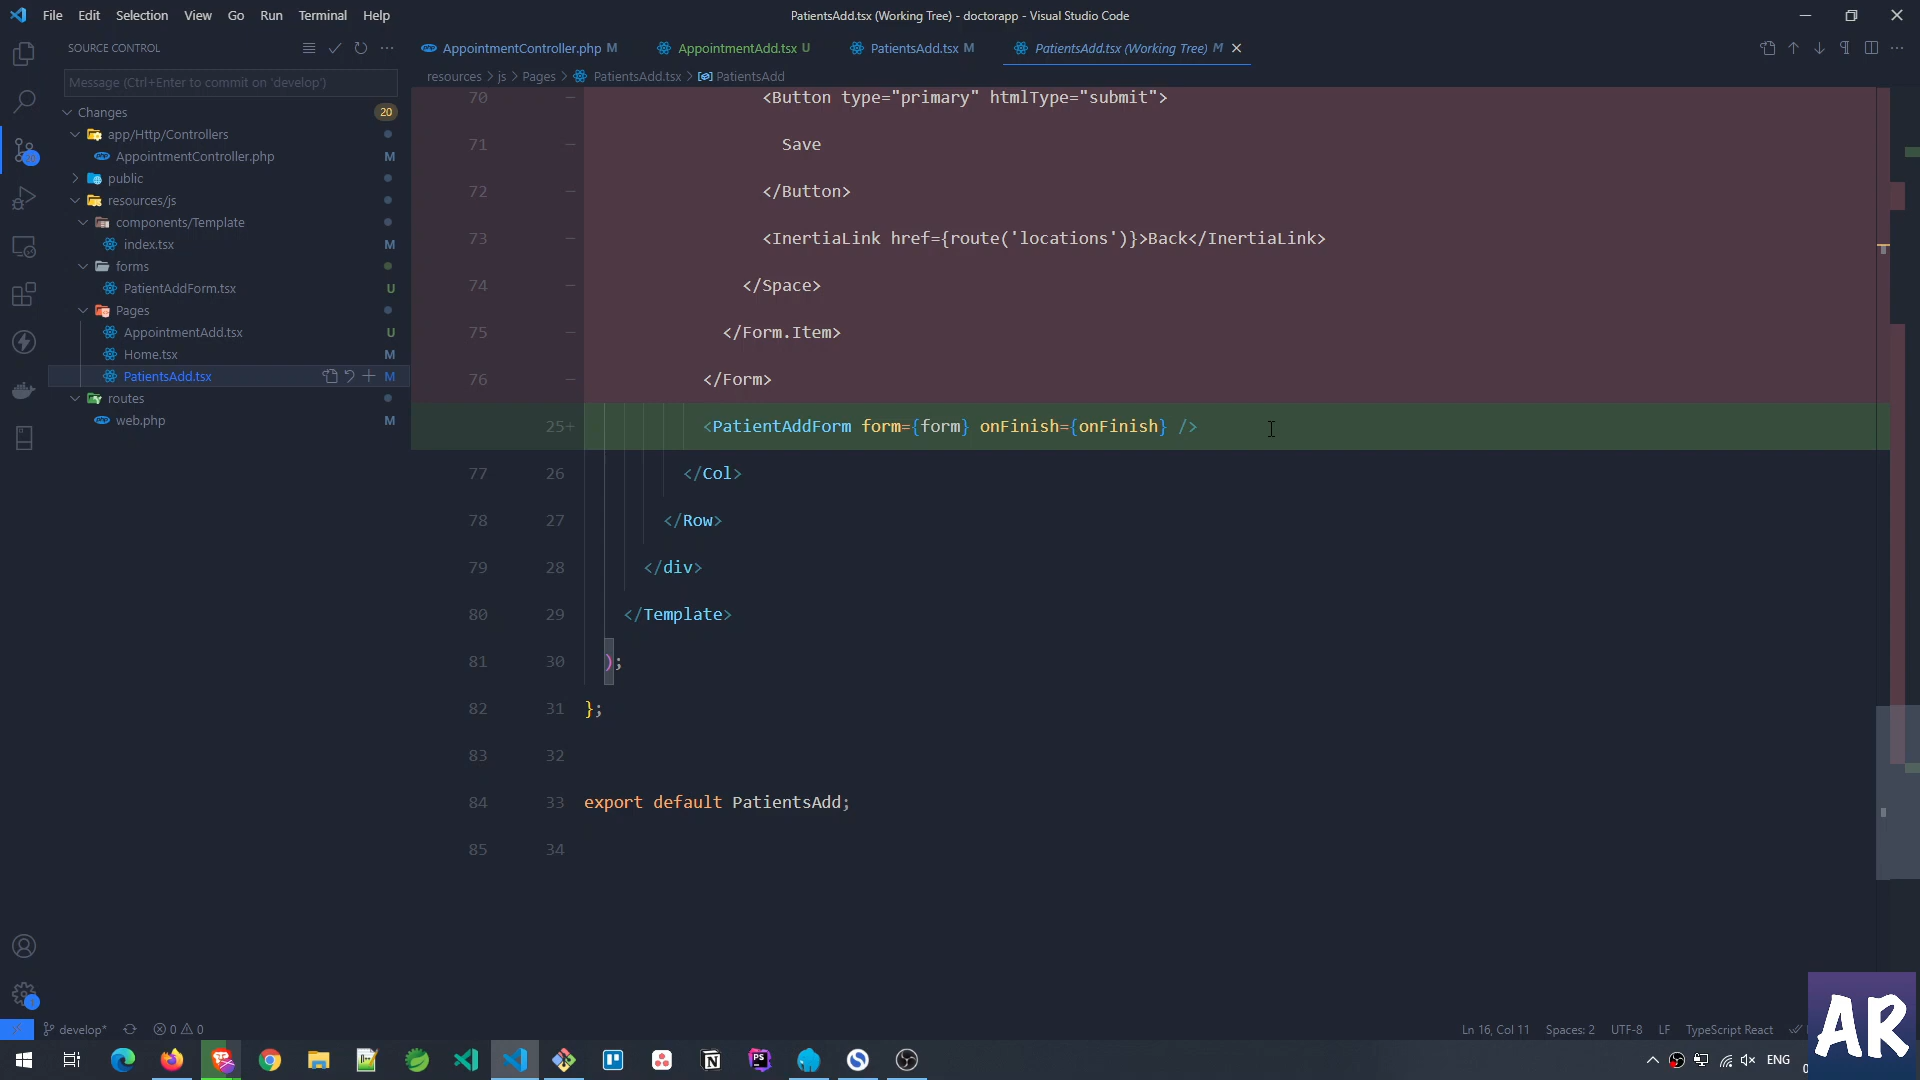 File Edit Selection View Go Run Terminal Help
PatientsAdd.tsx (Working Tree) - doctorapp - Visual Studio Code
SOURCE CONTROL
AppointmentController.php M
AppointmentAdd.tsx U
PatientsAdd.tsx M
PatientsAdd.tsx (Working Tree) M
resources > js > Pages > PatientsAdd.tsx > PatientsAdd
Message (Ctrl+Enter to commit on 'develop')
Changes 20
app/Http/Controllers
AppointmentController.php M
public
resources/js
components/Template
index.tsx M
forms
PatientAddForm.tsx U
Pages
AppointmentAdd.tsx U
Home.tsx M
PatientsAdd.tsx M
routes
web.php M
70 − <Button type="primary" htmlType="submit">
71 − Save
72 − </Button>
73 − <InertiaLink href={route('locations')}>Back</InertiaLink>
74 − </Space>
75 − </Form.Item>
76 − </Form>
25+ <PatientAddForm form={form} onFinish={onFinish} />
77 26 </Col>
78 27 </Row>
79 28 </div>
80 29 </Template>
81 30 );
82 31 };
83 32
84 33 export default PatientsAdd;
85 34
develop* 0 0
Ln 16, Col 11 Spaces: 2 UTF-8 LF TypeScript React
ENG
AR